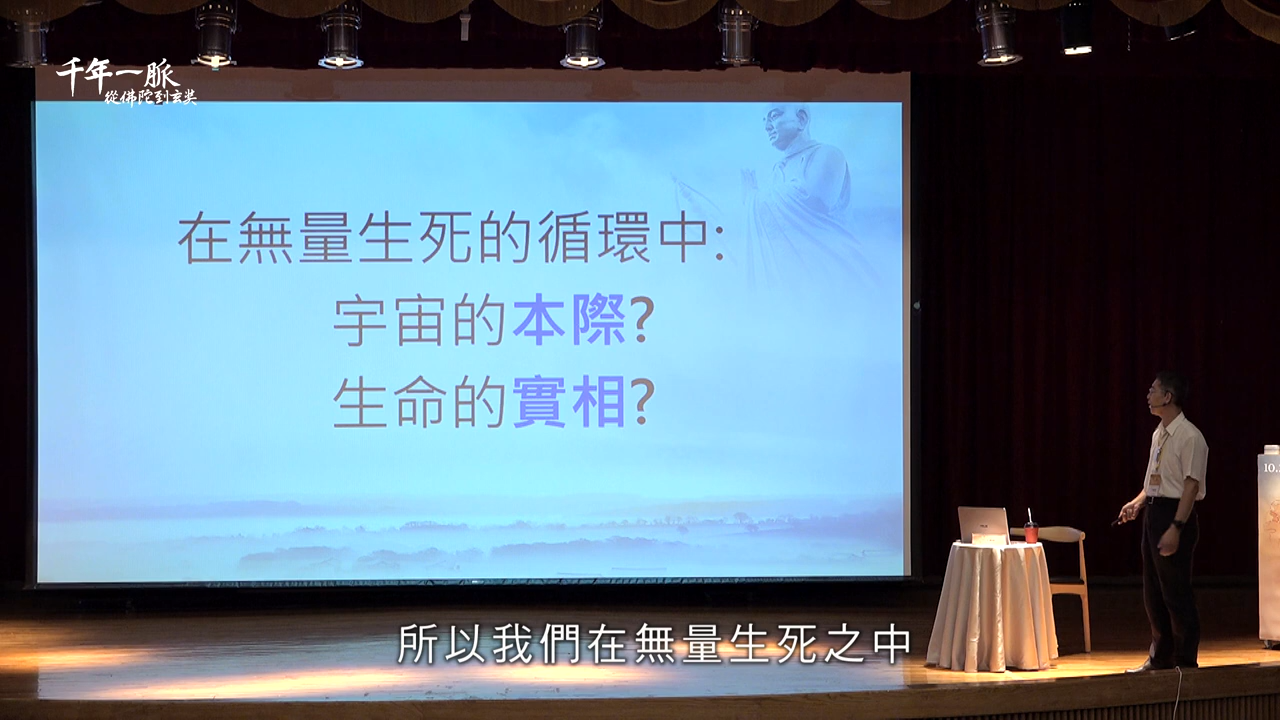 千年一脈
從佛陀到玄奘
在無量生死的循環中:
宇宙的本際?
生命的實相?
所以我們在無量生死之中